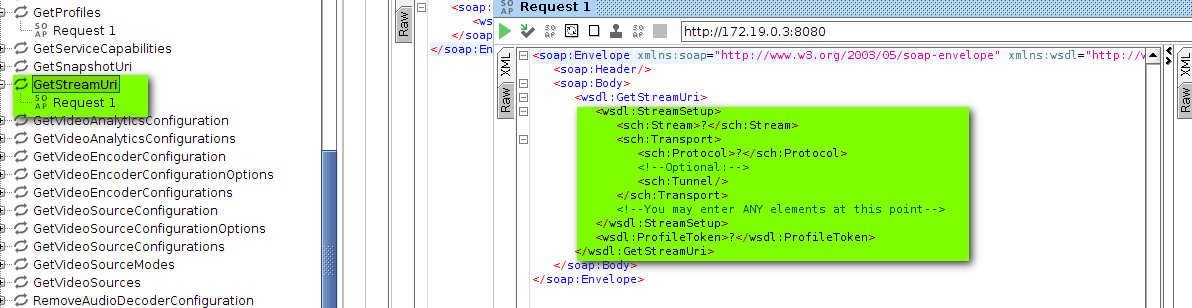 GetProfiles
SO AP Request 1
GetServiceCapabilities
GetSnapshotUri
GetStreamUri
SO AP Request 1
GetVideoAnalyticsConfiguration
GetVideoAnalyticsConfigurations
GetVideoEncoderConfiguration
GetVideoEncoderConfigurationOptions
GetVideoEncoderConfigurations
GetVideoSourceConfiguration
GetVideoSourceConfigurationOptions
GetVideoSourceConfigurations
GetVideoSourceModes
GetVideoSources
RemoveAudioDecoderConfiguration
Raw
<soap:
<ws
</soap:
</soap:En
SO AP Request 1
SO AP SO AP
http://172.19.0.3:8080
XML
Raw
<soap:Envelope xmlns:soap="http://www.w3.org/2003/05/soap-envelope" xmlns:wsdl="http://v
<soap:Header/>
<soap:Body>
<wsdl:GetStreamUri>
<wsdl:StreamSetup>
<sch:Stream>?</sch:Stream>
<sch:Transport>
<sch:Protocol>?</sch:Protocol>
<!--Optional:-->
<sch:Tunnel/>
</sch:Transport>
<!--You may enter ANY elements at this point-->
</wsdl:StreamSetup>
<wsdl:ProfileToken>?</wsdl:ProfileToken>
</wsdl:GetStreamUri>
</soap:Body>
</soap:Envelope>
XML
Raw